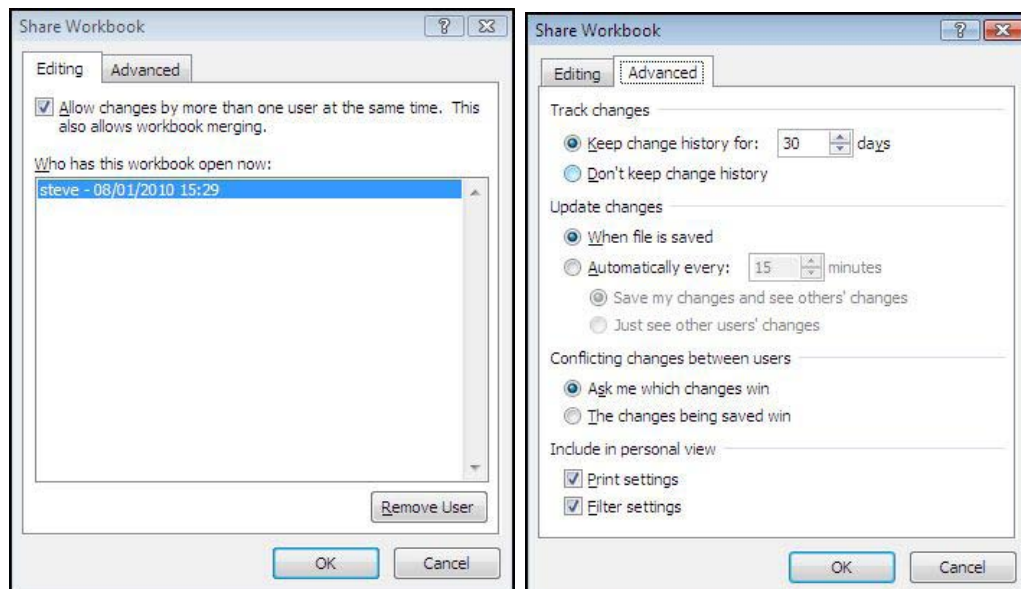 Share Workbook
Editing Advanced
Allow changes by more than one user at the same time. This
also allows workbook merging.
Who has this workbook open now:
steve - 08/01/2010 15:29
Remove User
OK Cancel
Share Workbook
Editing Advanced
Track changes
Keep change history for: 30 days
Don't keep change history
Update changes
When file is saved
Automatically every: 15 minutes
Save my changes and see others' changes
Just see other users' changes
Conflicting changes between users
Ask me which changes win
The changes being saved win
Include in personal view
Print settings
Filter settings
OK Cancel